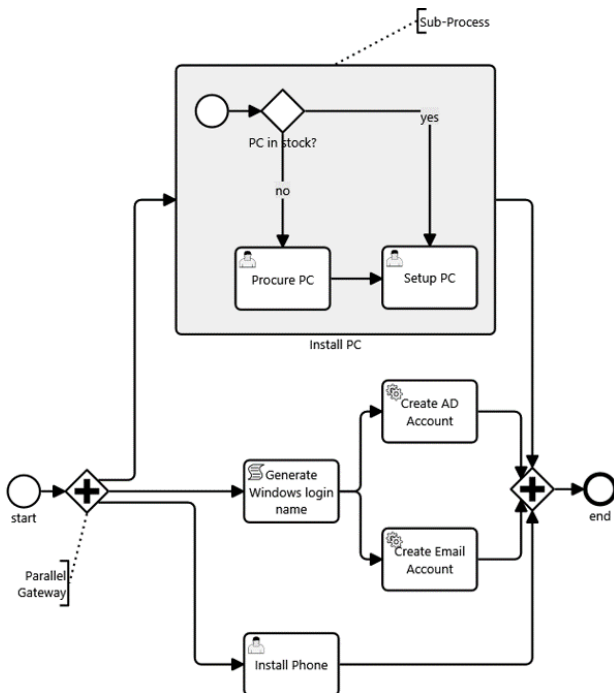 Sub-Process
yes
PC in stock?
no
Procure PC
Setup PC
Install PC
Create AD
Account
Generate
Windows login
name
start
end
Create Email
Account
Parallel
Gateway
Install Phone